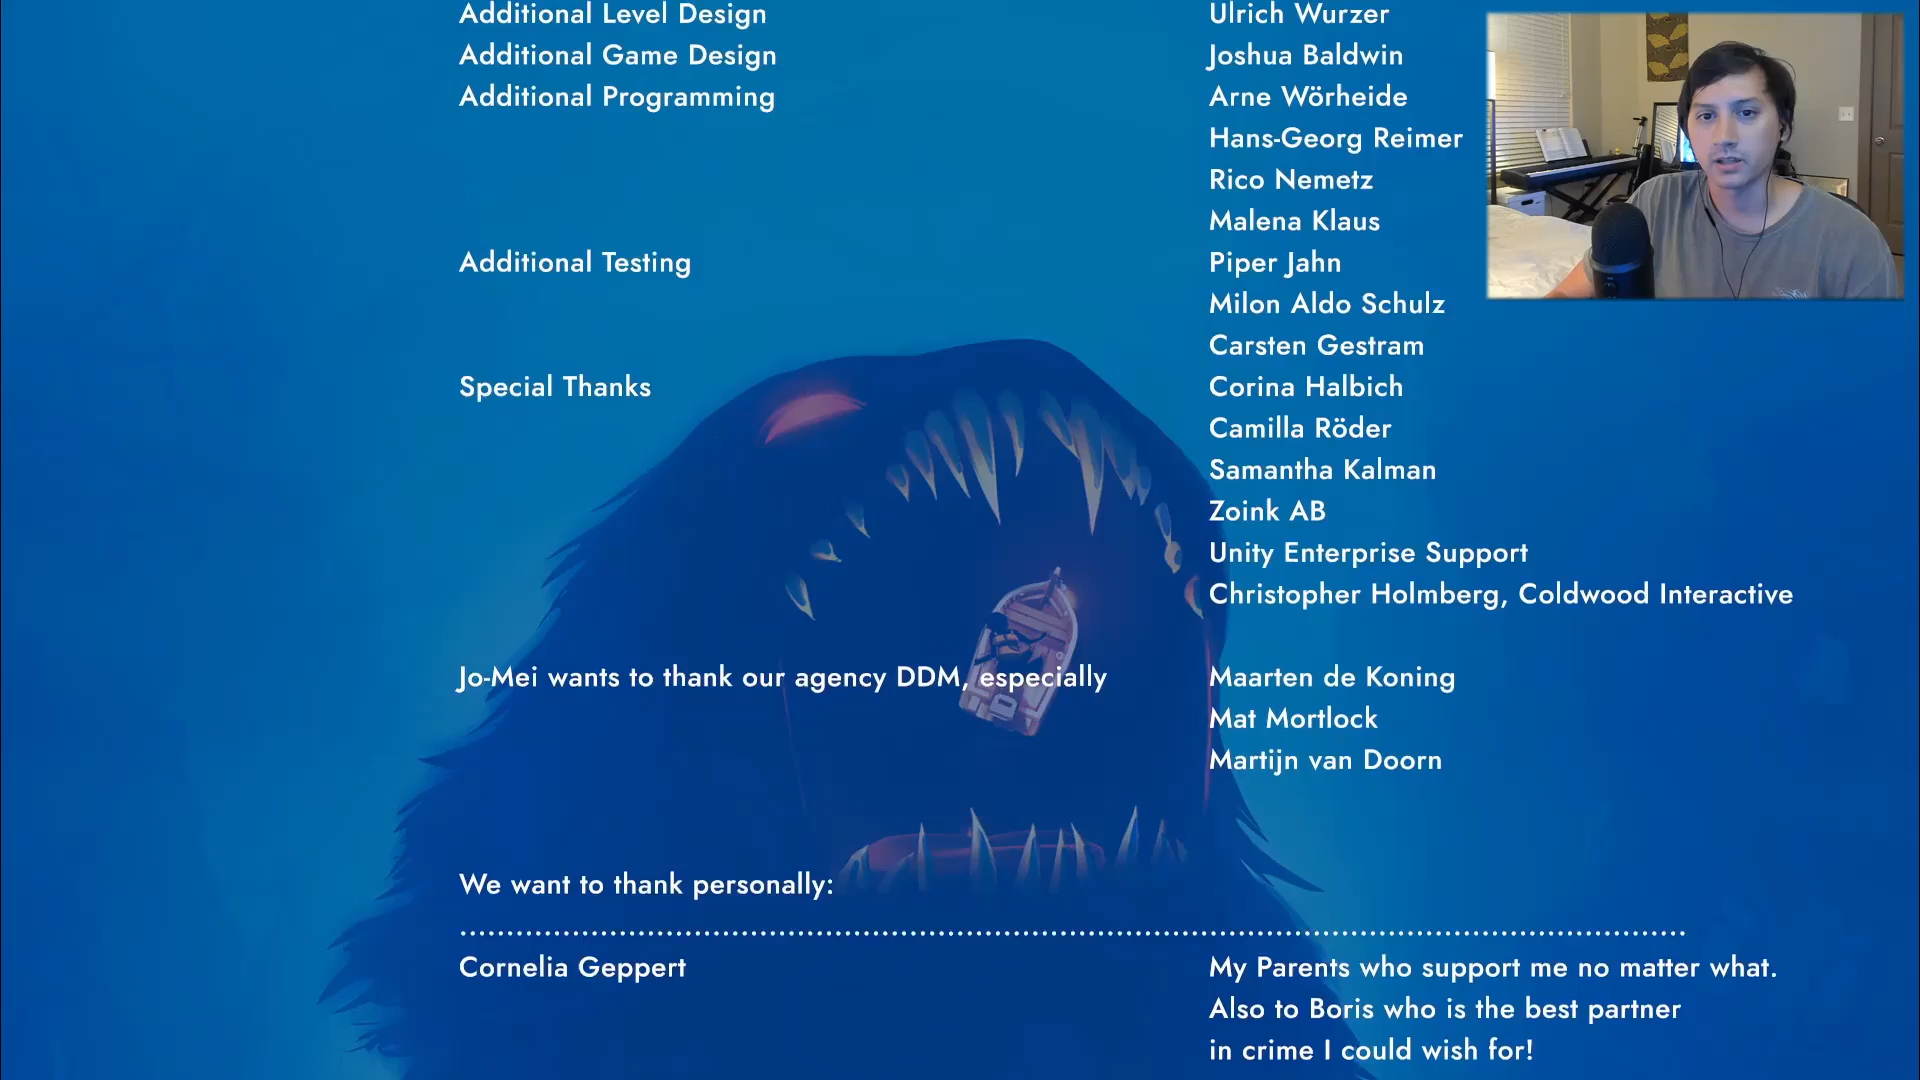 Additional Level Design Ulrich Wurzer
Additional Game Design Joshua Baldwin
Additional Programming Arne Wörheide
Hans-Georg Reimer
Rico Nemetz
Malena Klaus
Additional Testing Piper Jahn
Milon Aldo Schulz
Carsten Gestram
Special Thanks Corina Halbich
Camilla Röder
Samantha Kalman
Zoink AB
Unity Enterprise Support
Christopher Holmberg, Coldwood Interactive
Jo-Mei wants to thank our agency DDM, especially Maarten de Koning
Mat Mortlock
Martijn van Doorn
We want to thank personally:
Cornelia Geppert My Parents who support me no matter what.
Also to Boris who is the best partner
in crime I could wish for!